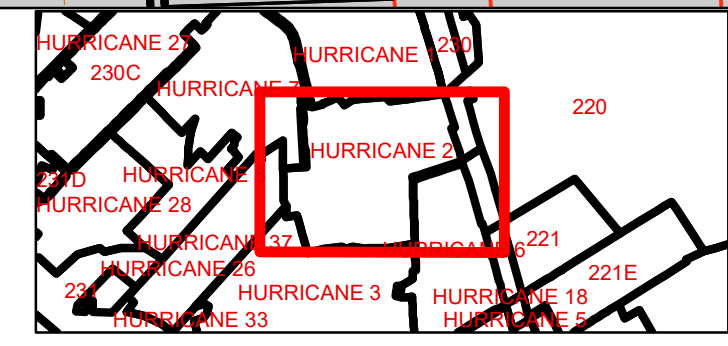 HURRICANE 27
HURRICANE 1
230
230C
HURRICANE 7
220
HURRICANE 2
231D
HURRICANE
HURRICANE 28
HURRICANE 37
HURRICANE 6
221
HURRICANE 26
221E
231
HURRICANE 3
HURRICANE 18
HURRICANE 33
HURRICANE 5